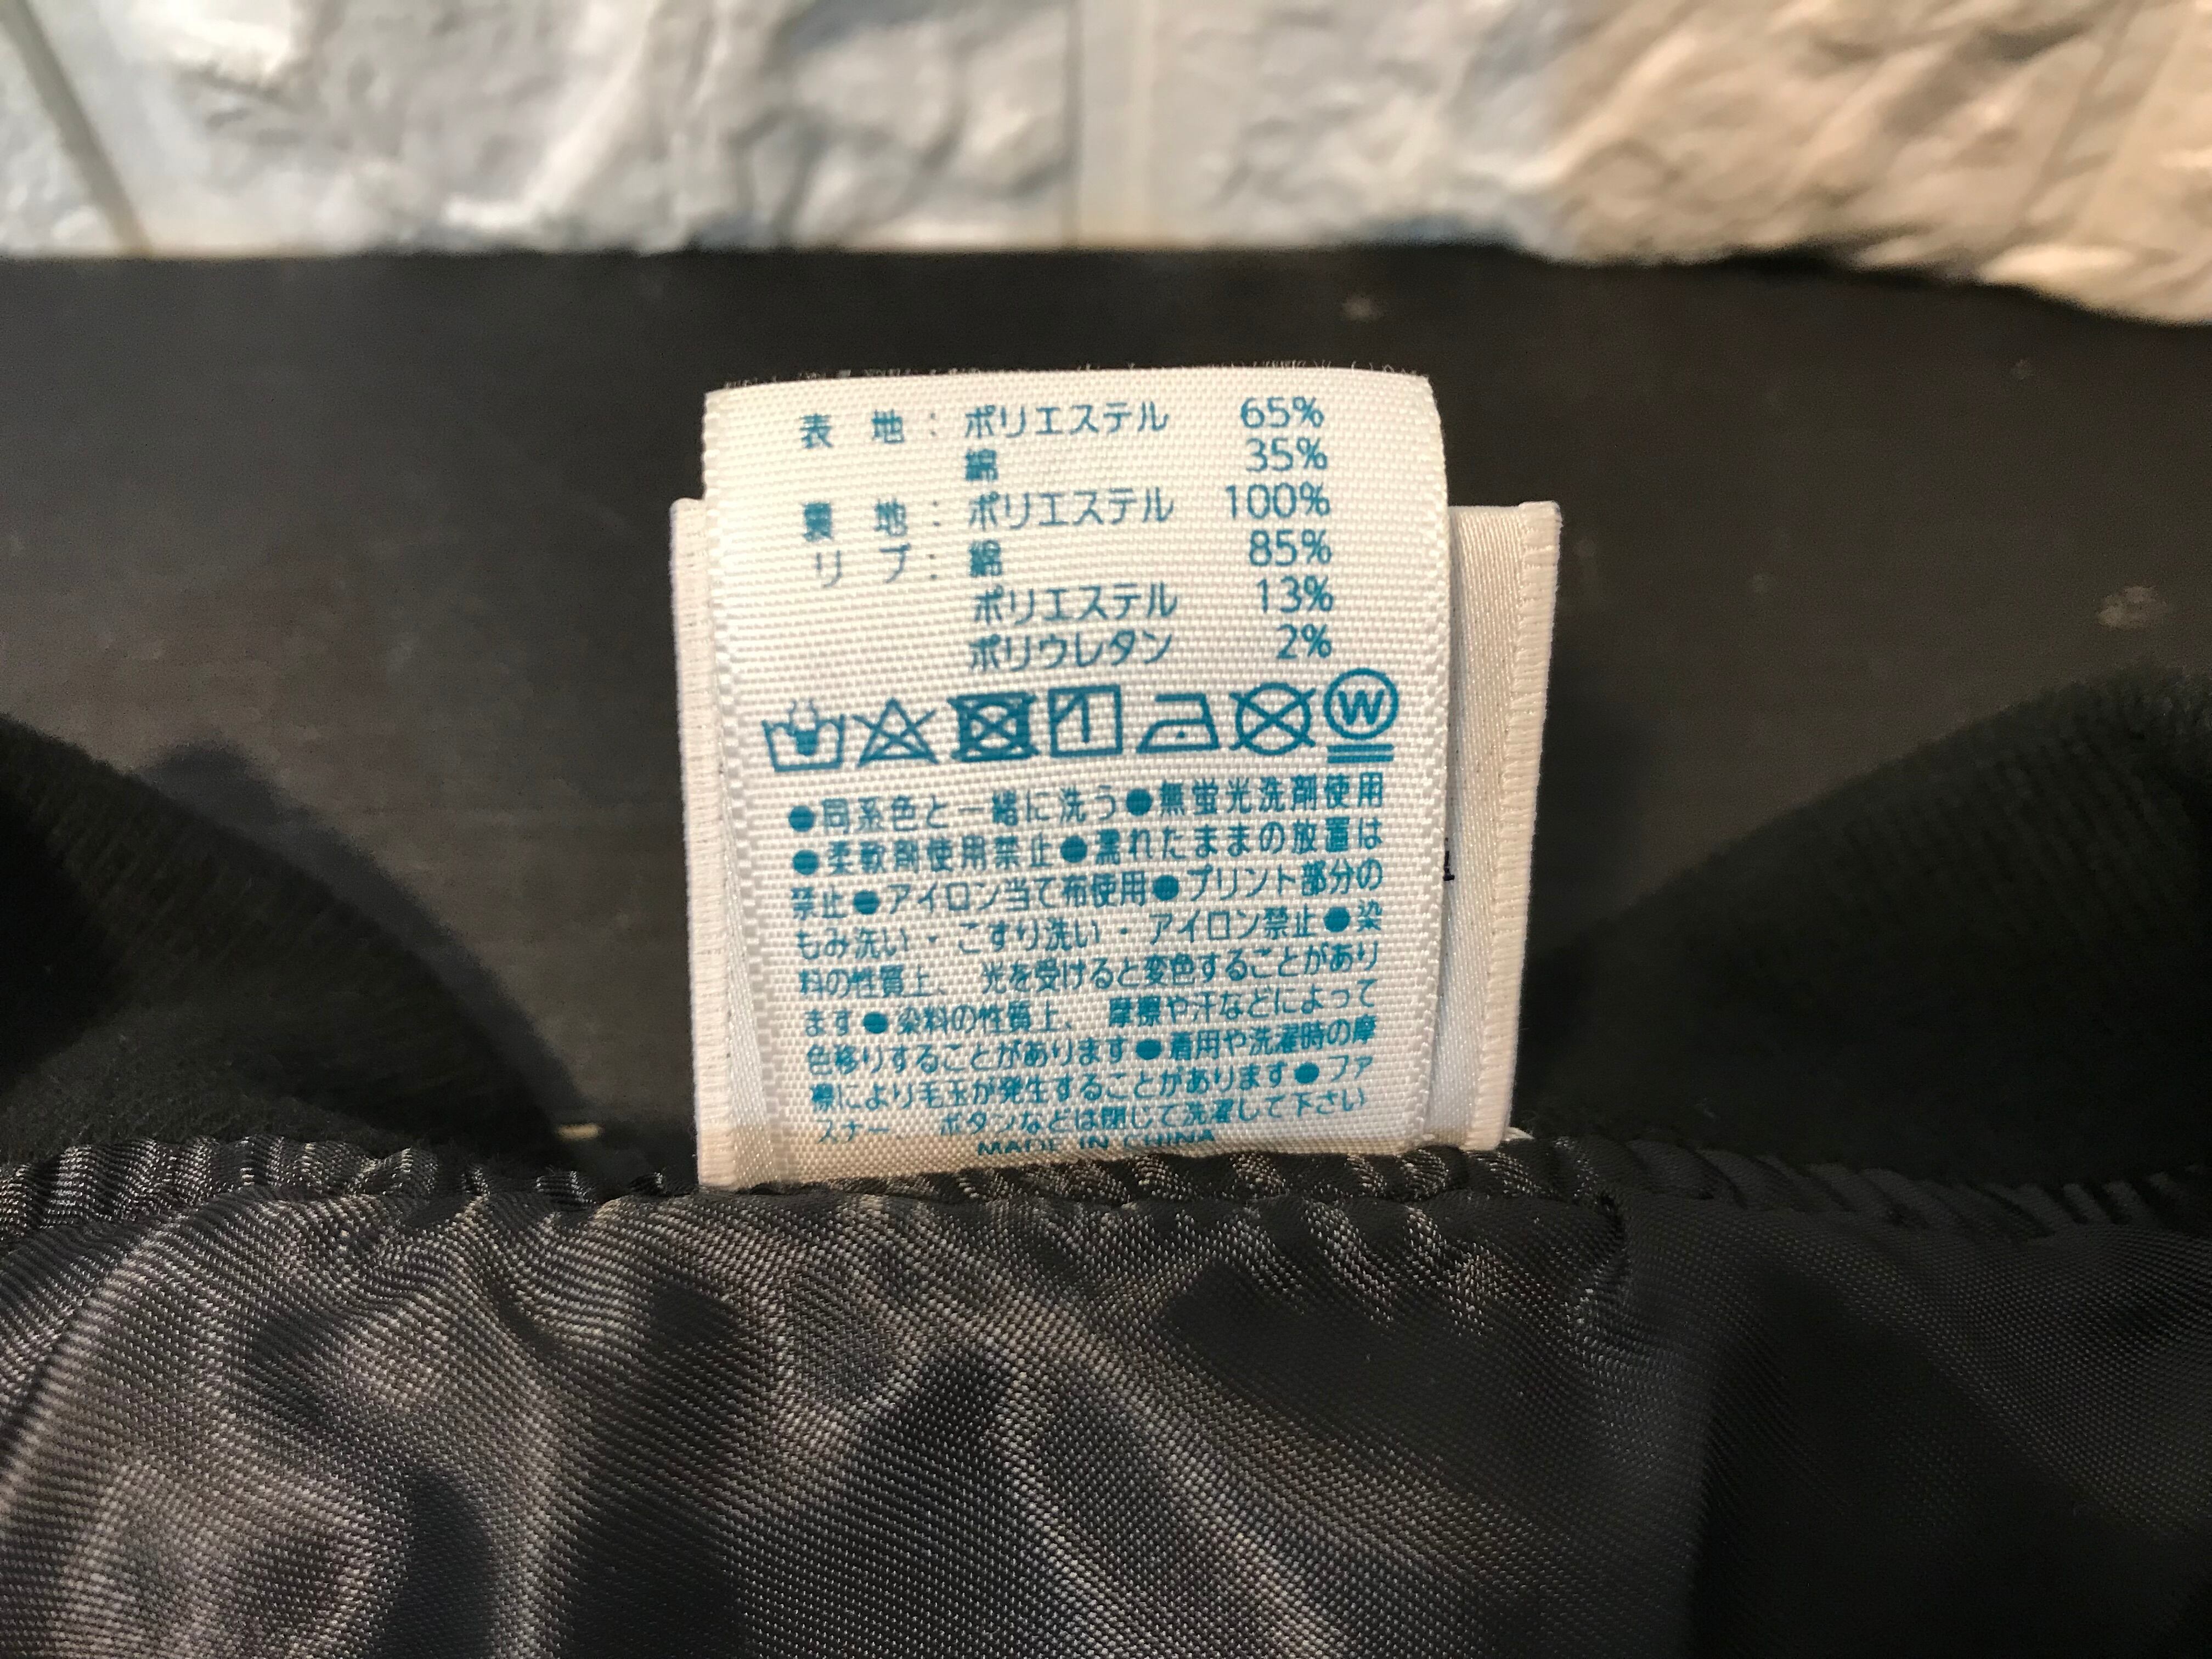 表地：ポリエステル 65%
綿 35%
裏地：ポリエステル 100%
リブ：綿 85%
ポリエステル 13%
ポリウレタン 2%
W
●同系色と一緒に洗う●無蛍光洗剤使用
●柔軟剤使用禁止●濡れたままの放置は
禁止●アイロン当て布使用●プリント部分の
もみ洗い・こすり洗い・アイロン禁止●染
料の性質上、光を受けると変色することがあり
ます●染料の性質上、摩擦や汗などによって
色移りすることがあります●着用や洗濯時の摩
擦により毛玉が発生することがあります●ファ
スナー、ボタンなどは閉じて洗濯して下さい
MADE IN CHINA